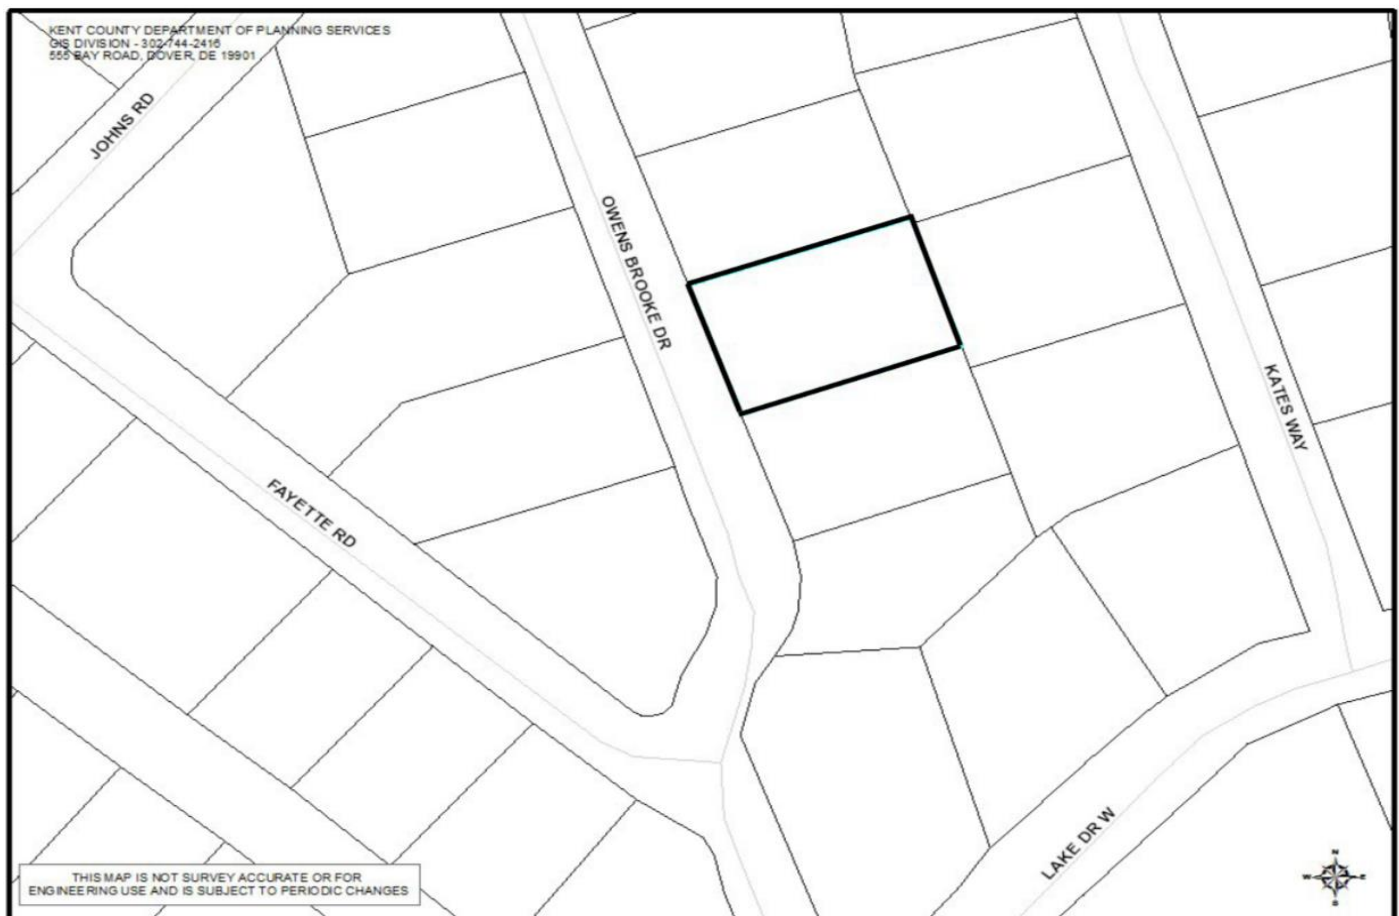 KENT COUNTY DEPARTMENT OF PLANNING SERVICES
GIS DIVISION - 302-744-2416
555 BAY ROAD, DOVER, DE 19901
JOHNS RD
OWENS BROOKE DR
KATES WAY
FAYETTE RD
LAKE DR W
THIS MAP IS NOT SURVEY ACCURATE OR FOR
ENGINEERING USE AND IS SUBJECT TO PERIODIC CHANGES
N
W E
S